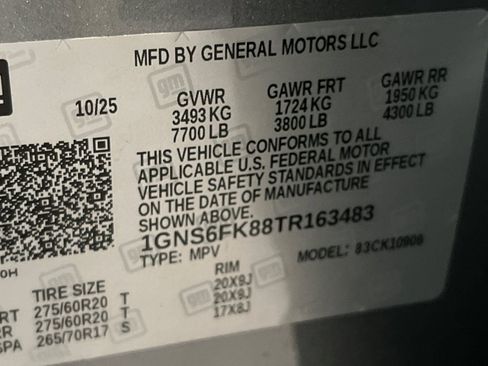 MFD BY GENERAL MOTORS LLC
10/25
GVWR GAWR FRT GAWR RR
3493 KG 1724 KG 1950 KG
7700 LB 3800 LB 4300 LB
THIS VEHICLE CONFORMS TO ALL
APPLICABLE U.S. FEDERAL MOTOR
VEHICLE SAFETY STANDARDS IN EFFECT
ON THE DATE OF MANUFACTURE
SHOWN ABOVE.
1GNS6FK88TR163483
TYPE: MPV MODEL: 83CK10906
TIRE SIZE RIM
RT 275/60R20 T 20X9J
RR 275/60R20 T 20X9J
SPA 265/70R17 S 17X8J
gm